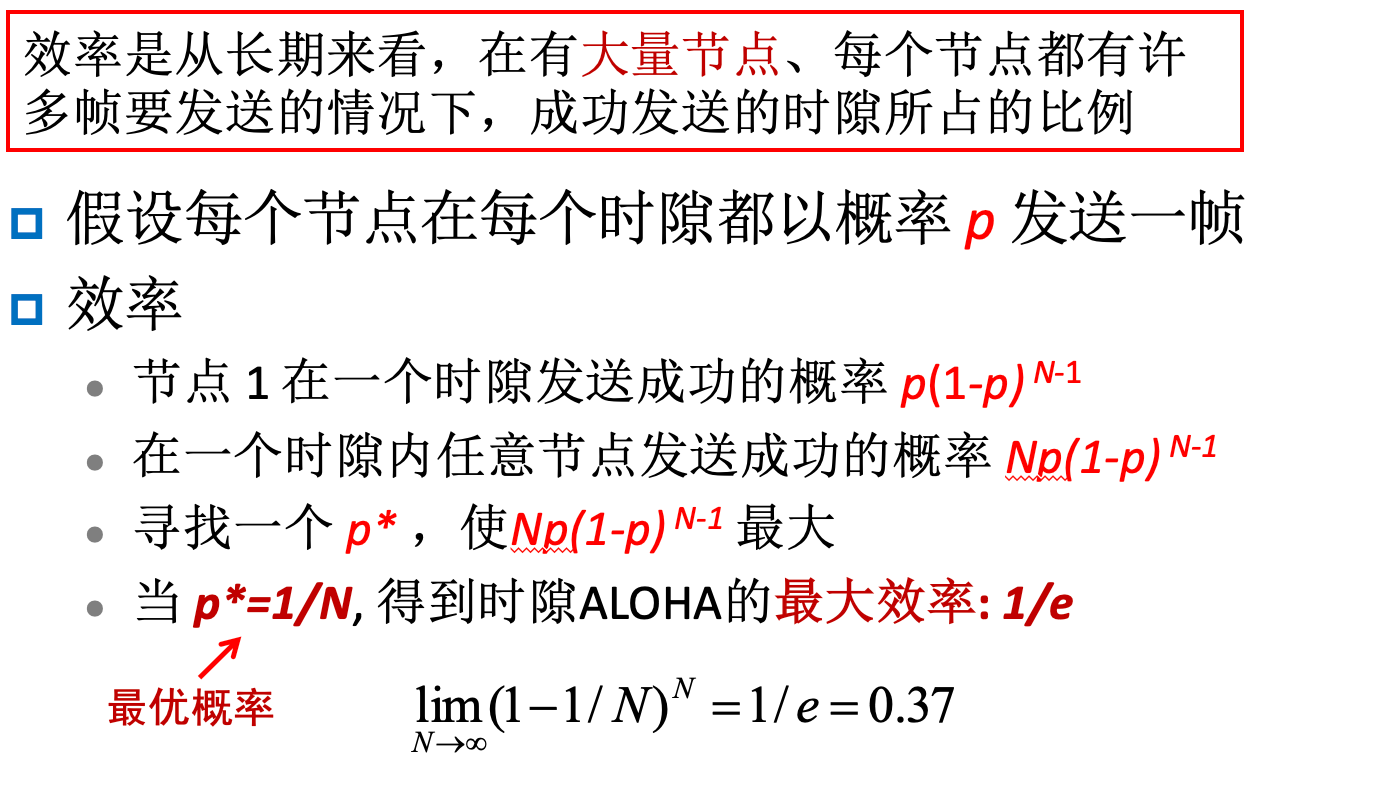 效率是从长期来看，在有大量节点、每个节点都有许
多帧要发送的情况下，成功发送的时隙所占的比例
假设每个节点在每个时隙都以概率 p 发送一帧
效率
节点 1 在一个时隙发送成功的概率 p(1-p)^{N-1}
在一个时隙内任意节点发送成功的概率 Np(1-p)^{N-1}
寻找一个 p* ，使Np(1-p)^{N-1} 最大
当 p*=1/N, 得到时隙ALOHA的最大效率: 1/e
最优概率
lim_{N→∞}(1−1/N)^N = 1/e = 0.37